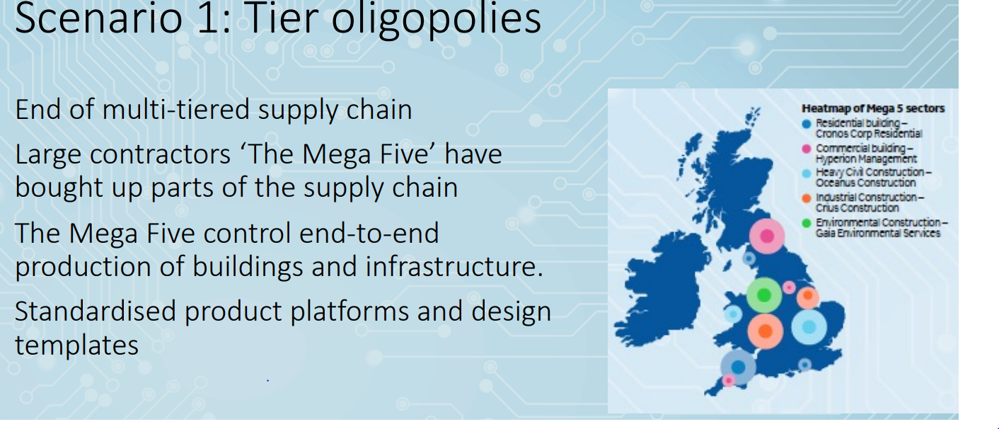 Scenario 1: Tier oligopolies
End of multi-tiered supply chain
Large contractors ‘The Mega Five’ have
bought up parts of the supply chain
The Mega Five control end-to-end
production of buildings and infrastructure.
Standardised product platforms and design
templates
Heatmap of Mega 5 sectors
Residential building –
Cronos Corp Residential
Commercial building –
Hyperion Management
Heavy Civil Construction –
Oceanus Construction
Industrial Construction –
Crius Construction
Environmental Construction –
Gaia Environmental Services